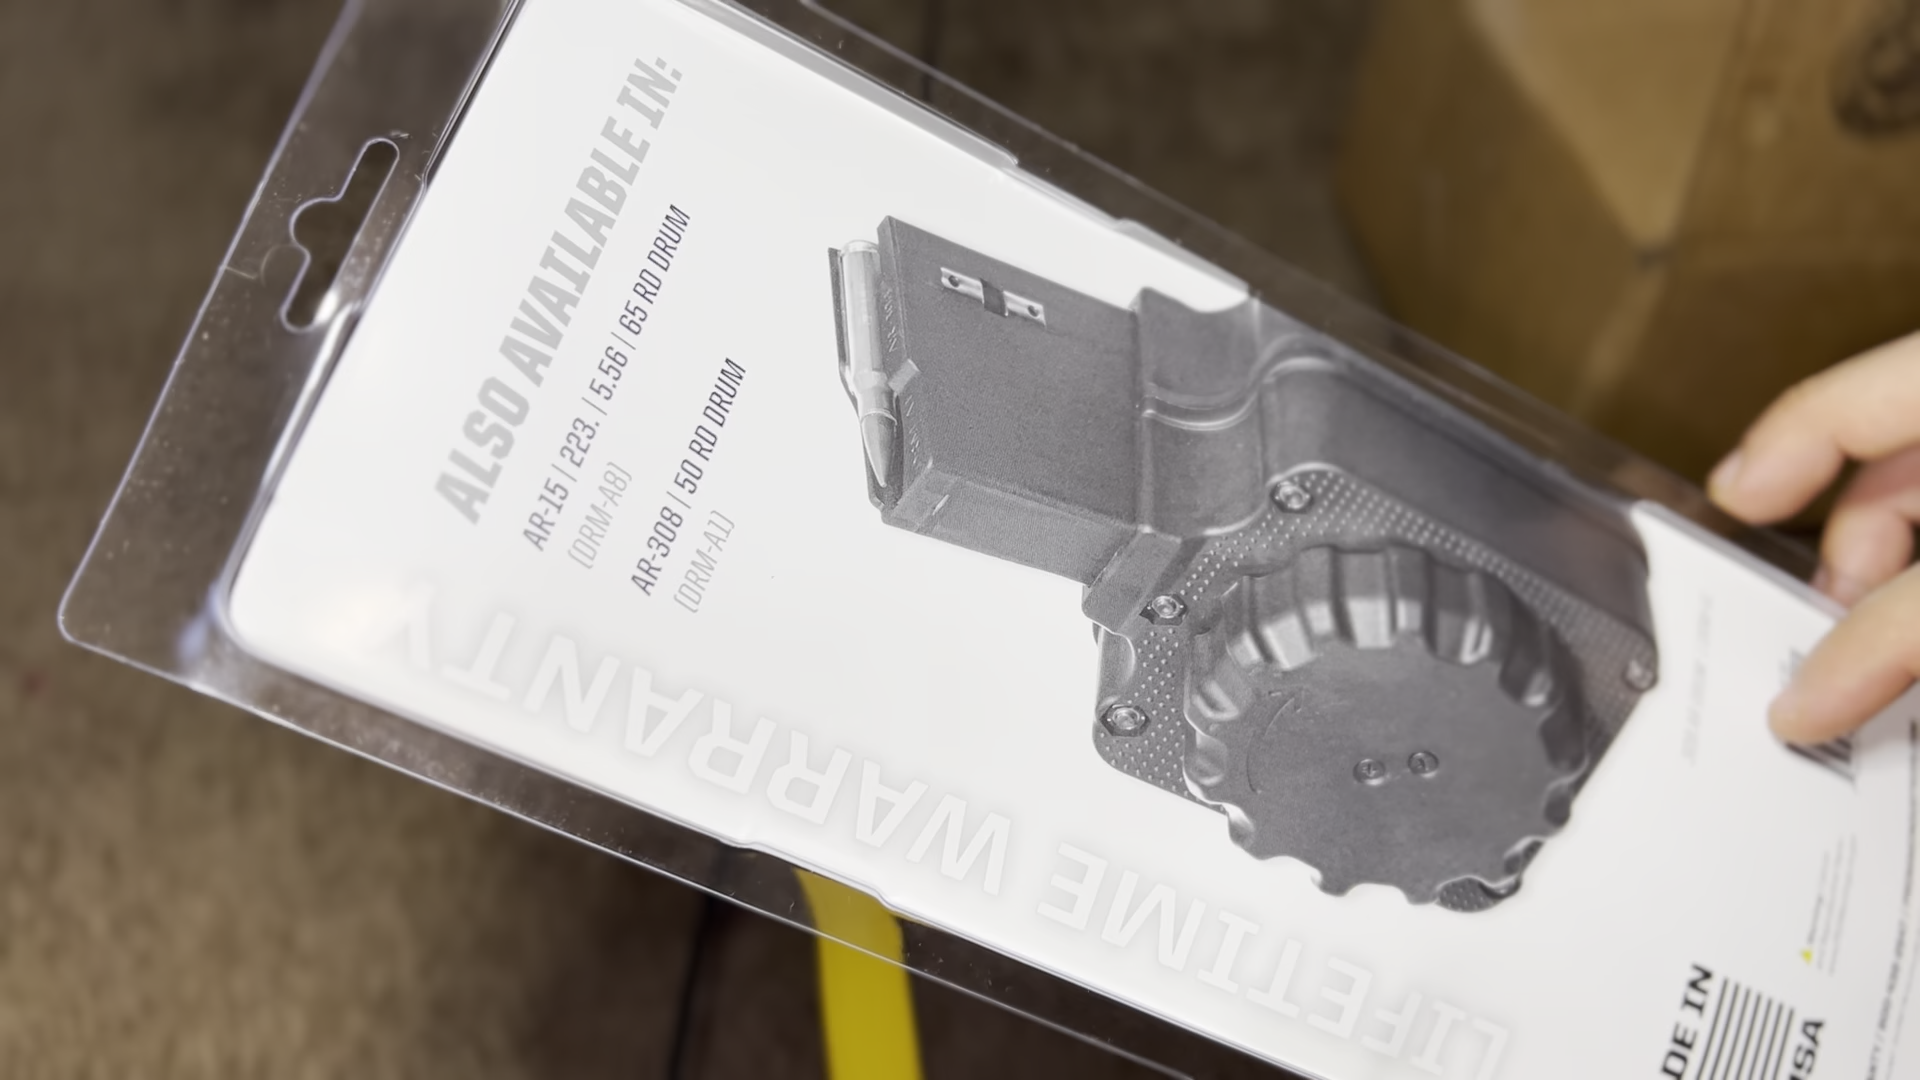 ALSO AVAILABLE IN:
AR-15 | 223. | 5.56 | 65 RD DRUM
(DRM-A8)
AR-308 | 50 RD DRUM
(DRM-A1)
LIFETIME WARRANTY
DE IN
USA